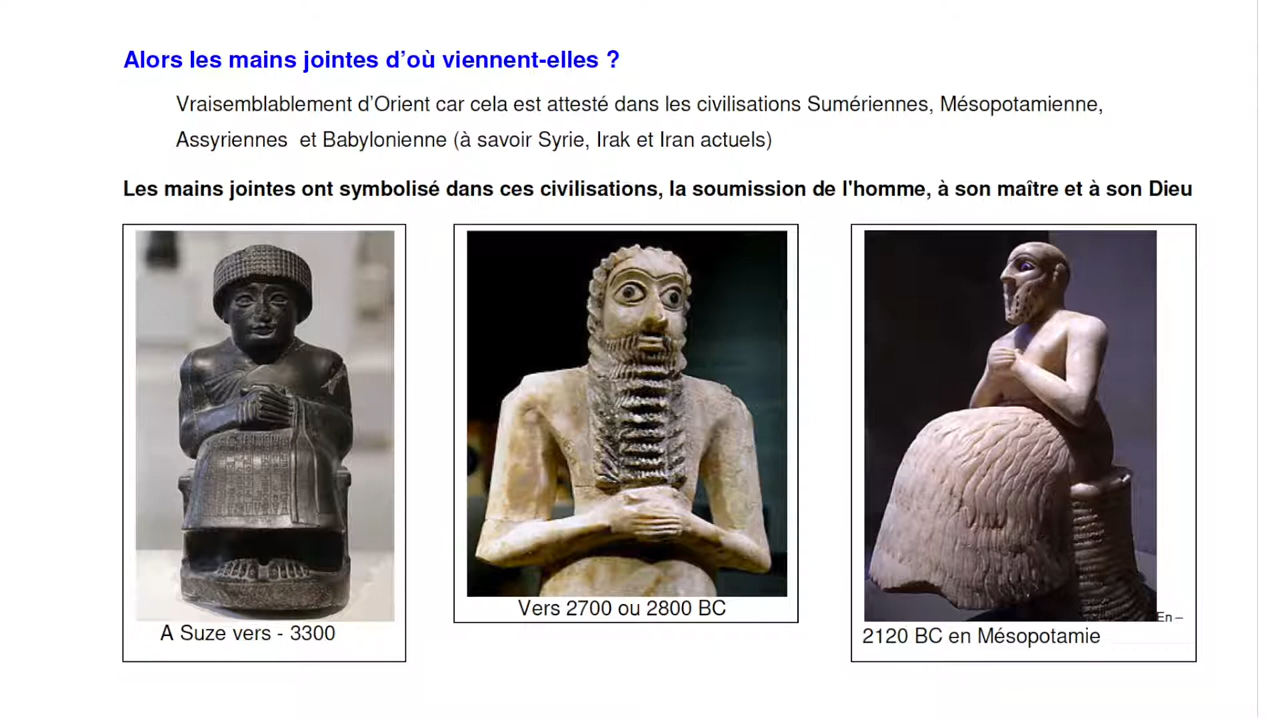 Alors les mains jointes d’où viennent-elles ?
Vraisemblablement d’Orient car cela est attesté dans les civilisations Sumériennes, Mésopotamienne,
Assyriennes et Babylonienne (à savoir Syrie, Irak et Iran actuels)
Les mains jointes ont symbolisé dans ces civilisations, la soumission de l'homme, à son maître et à son Dieu
A Suze vers - 3300
Vers 2700 ou 2800 BC
En –
2120 BC en Mésopotamie